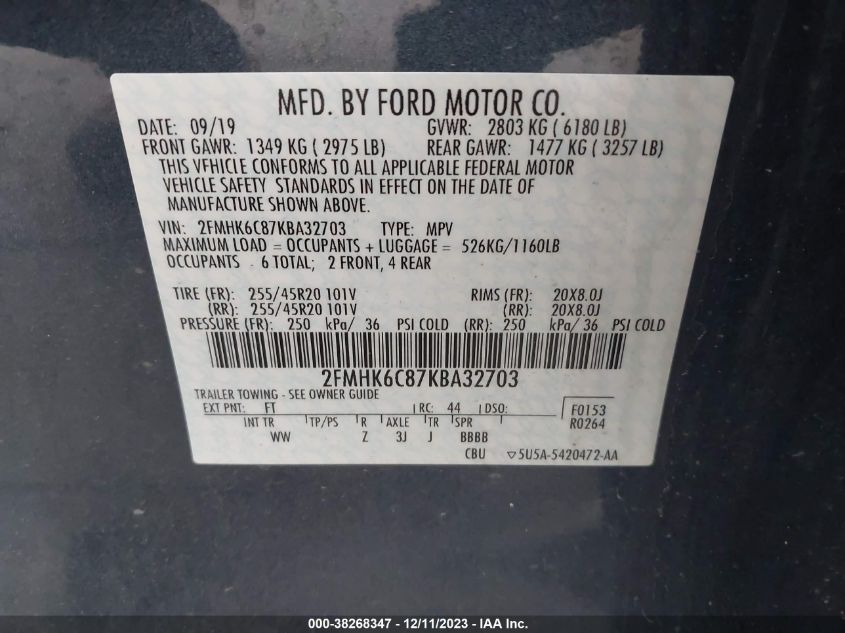 MFD. BY FORD MOTOR CO.
DATE: 09/19 GVWR: 2803 KG ( 6180 LB)
FRONT GAWR: 1349 KG ( 2975 LB) REAR GAWR: 1477 KG ( 3257 LB)
THIS VEHICLE CONFORMS TO ALL APPLICABLE FEDERAL MOTOR
VEHICLE SAFETY STANDARDS IN EFFECT ON THE DATE OF
MANUFACTURE SHOWN ABOVE.
VIN: 2FMHK6C87KBA32703 TYPE: MPV
MAXIMUM LOAD = OCCUPANTS + LUGGAGE = 526KG/1160LB
OCCUPANTS . 6 TOTAL; 2 FRONT, 4 REAR
TIRE (FR): 255/45R20 101V RIMS (FR): 20X8.0J
(RR): 255/45R20 101V (RR): 20X8.0J
PRESSURE (FR): 250 kPa/ 36 PSI COLD (RR): 250 kPa/ 36 PSI COLD
2FMHK6C87KBA32703
TRAILER TOWING - SEE OWNER GUIDE
EXT PNT: FT RC: 44 DSO: F0153
INT TR TP/PS R AXLE TR SPR R0264
WW Z 3J J BBBB
CBU ▽5U5A-5420472-AA
000-38268347 - 12/11/2023 - IAA Inc.